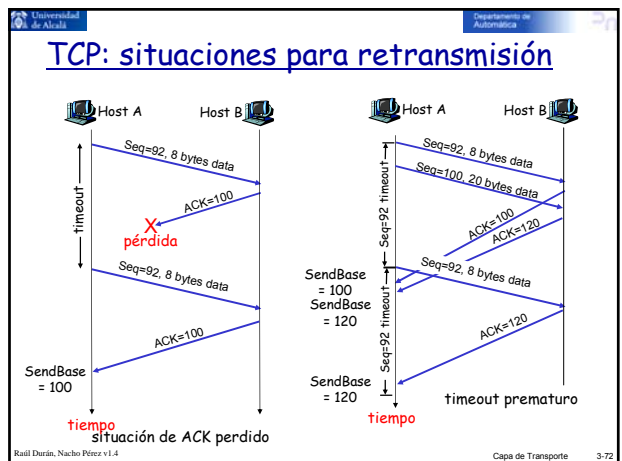 Universidad
de Alcalá
Departamento de
Automática
TCP: situaciones para retransmisión
Host A
Host B
Seq=92, 8 bytes data
timeout
ACK=100
X
pérdida
Seq=92, 8 bytes data
ACK=100
SendBase
= 100
tiempo
situación de ACK perdido
Host A
Host B
Seq=92, 8 bytes data
Seq=100, 20 bytes data
Seq=92 timeout
ACK=100
ACK=120
Seq=92, 8 bytes data
SendBase
= 100
SendBase
= 120
Seq=92 timeout
ACK=120
SendBase
= 120
timeout prematuro
tiempo
Raúl Durán, Nacho Pérez v1.4
Capa de Transporte
3-72